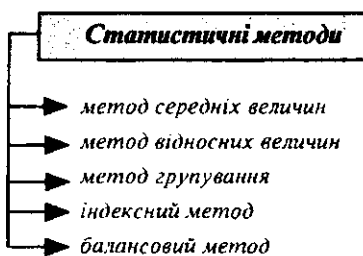 Статистичні методи
метод середніх величин
метод відносних величин
метод групування
індексний метод
балансовий метод